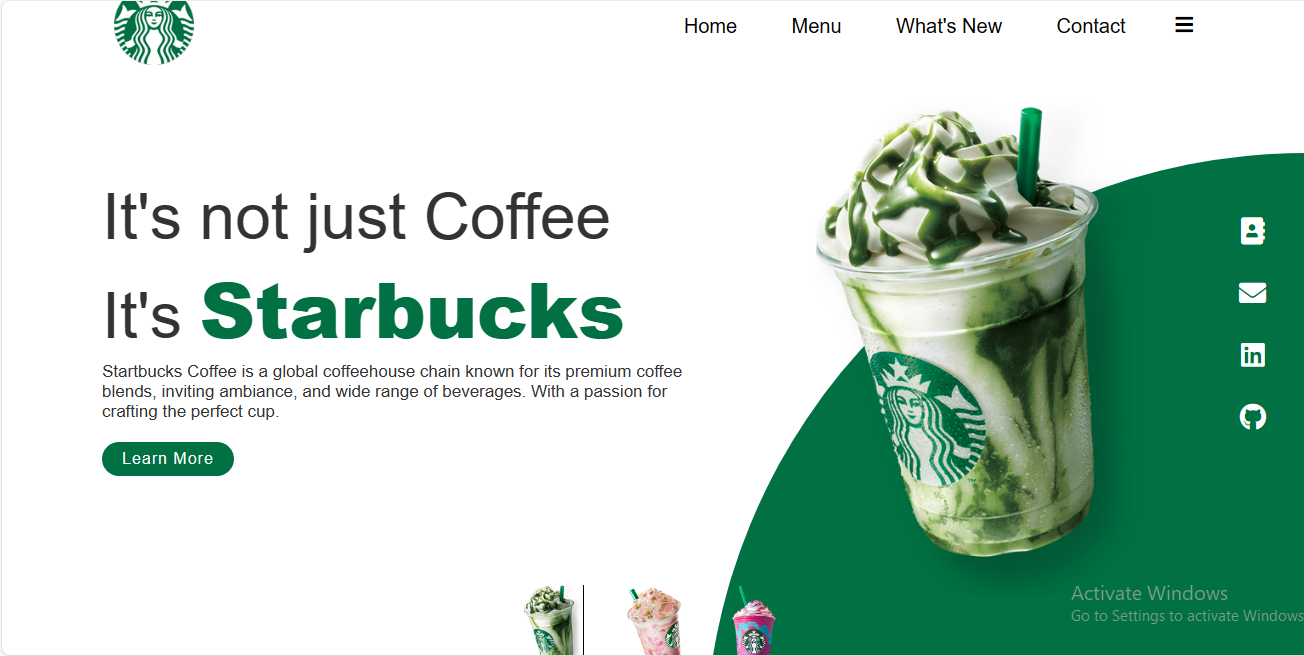 Home Menu What's New Contact
It's not just Coffee
It's Starbucks
Startbucks Coffee is a global coffeehouse chain known for its premium coffee
blends, inviting ambiance, and wide range of beverages. With a passion for
crafting the perfect cup.
Learn More
in
Activate Windows
Go to Settings to activate Windows